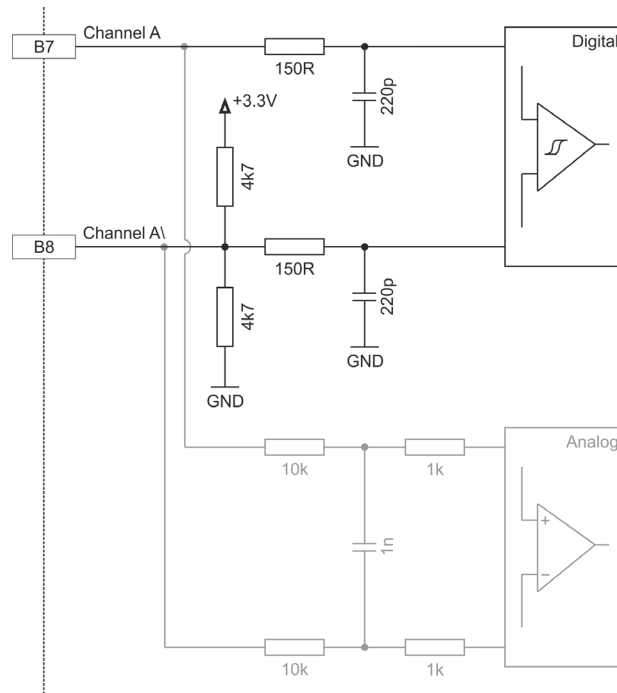 B7
Channel A
150R
220p
GND
Digital
+3.3V
4k7
B8
Channel A\
150R
220p
GND
4k7
GND
Analog
10k
1k
1n
+
−
10k
1k